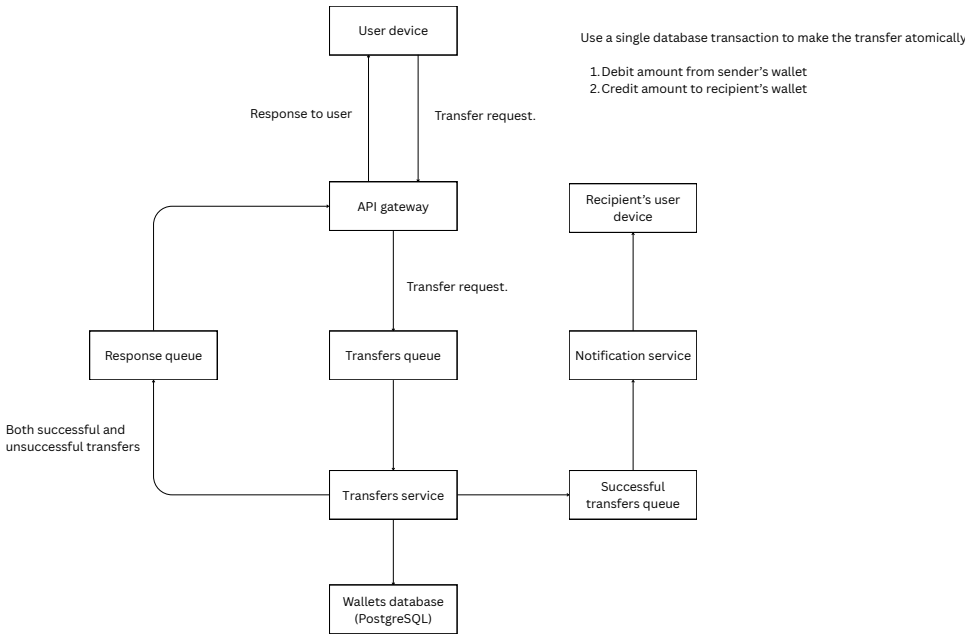 User device
Use a single database transaction to make the transfer atomically
1. Debit amount from sender's wallet
2. Credit amount to recipient's wallet
Response to user
Transfer request.
API gateway
Recipient's user
device
Transfer request.
Response queue
Transfers queue
Notification service
Both successful and
unsuccessful transfers
Transfers service
Successful
transfers queue
Wallets database
(PostgreSQL)